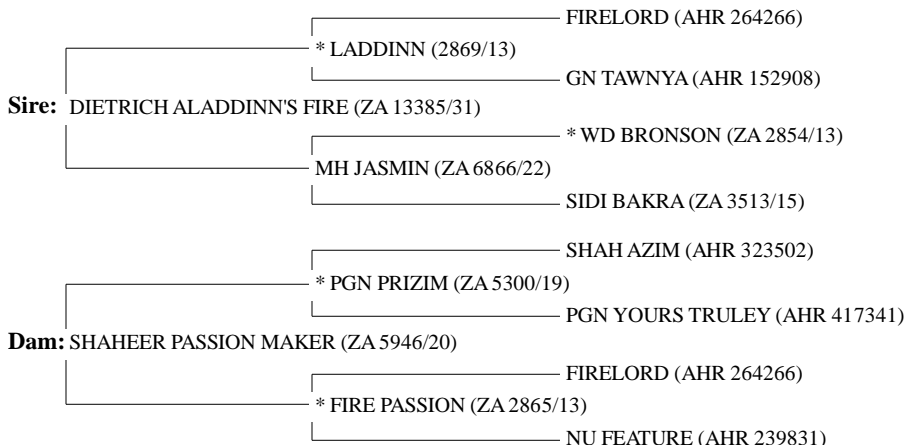 FIRELORD (AHR 264266)
* LADDINN (2869/13)
GN TAWNYA (AHR 152908)
Sire: DIETRICH ALADDINN'S FIRE (ZA 13385/31)
* WD BRONSON (ZA 2854/13)
MH JASMIN (ZA 6866/22)
SIDI BAKRA (ZA 3513/15)
SHAH AZIM (AHR 323502)
* PGN PRIZIM (ZA 5300/19)
PGN YOURS TRULEY (AHR 417341)
Dam: SHAHEER PASSION MAKER (ZA 5946/20)
FIRELORD (AHR 264266)
* FIRE PASSION (ZA 2865/13)
NU FEATURE (AHR 239831)